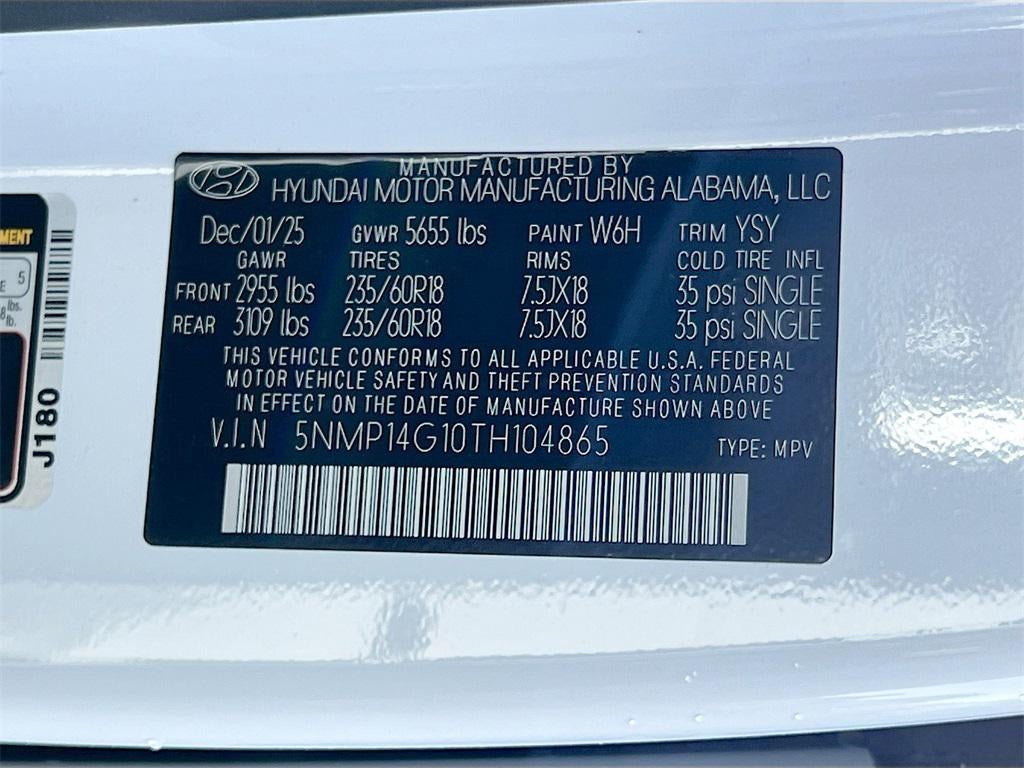 MANUFACTURED BY
HYUNDAI MOTOR MANUFACTURING ALABAMA, LLC
Dec/01/25 GVWR 5655 lbs PAINT W6H TRIM YSY
GAWR TIRES RIMS COLD TIRE INFL
FRONT 2955 lbs 235/60R18 7.5JX18 35 psi SINGLE
REAR 3109 lbs 235/60R18 7.5JX18 35 psi SINGLE
THIS VEHICLE CONFORMS TO ALL APPLICABLE U.S.A. FEDERAL
MOTOR VEHICLE SAFETY AND THEFT PREVENTION STANDARDS
IN EFFECT ON THE DATE OF MANUFACTURE SHOWN ABOVE
V.I.N 5NMP14G10TH104865 TYPE: MPV
5
lbs.
lb.
J180